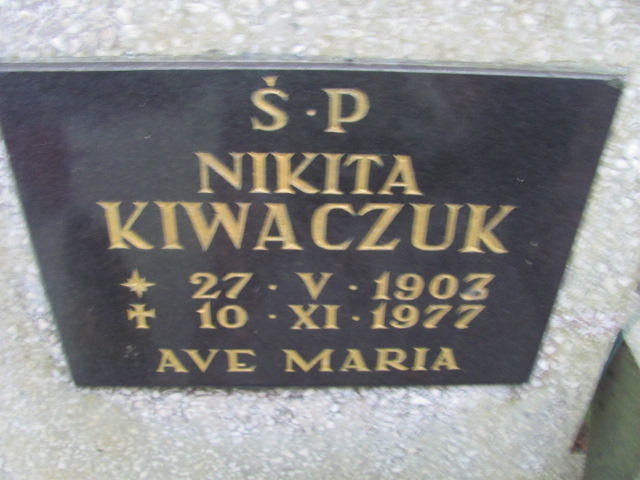 Ś·P
NIKITA
KIWACZUK
27·V·1903
10·XI·1977
AVE MARIA